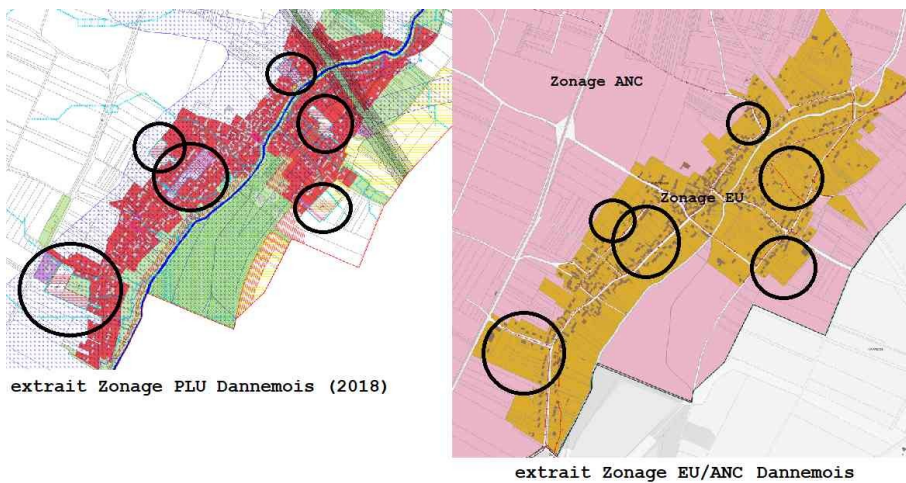 Zonage ANC
Zonage EU
extrait Zonage PLU Dannemois (2018)
extrait Zonage EU/ANC Dannemois